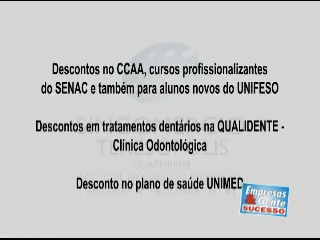 Descontos no CCAA, cursos profissionalizantes
do SENAC e também para alunos novos do UNIFESO
Descontos em tratamentos dentários na QUALIDENTE -
Clínica Odontológica
Desconto no plano de saúde UNIMED
Empresas
& Gente
SUCESSO